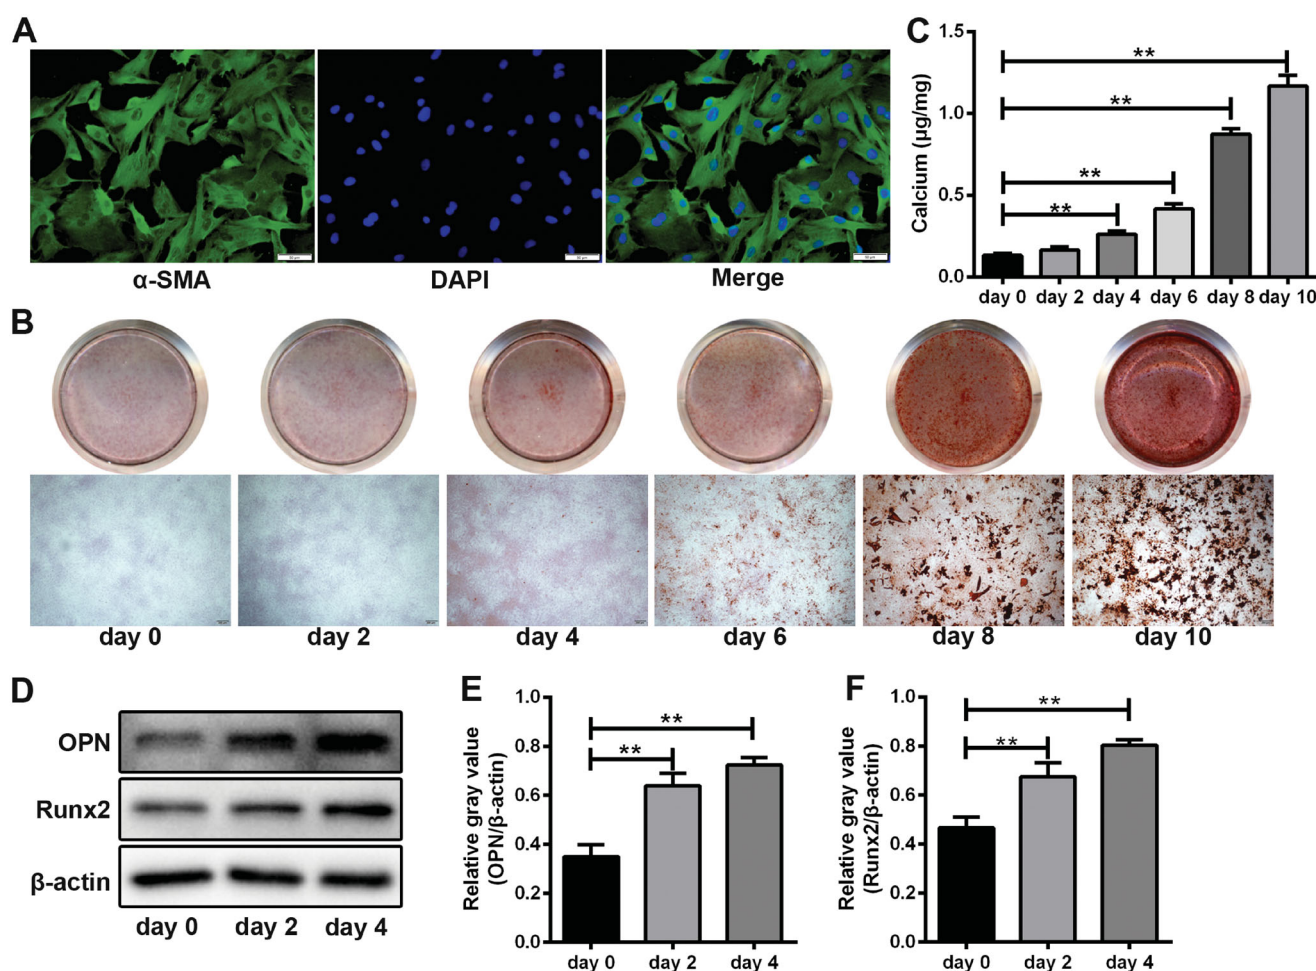 A
α-SMA
DAPI
Merge
C
Calcium (μg/mg)
1.5
1.0
0.5
0.0
**
**
**
**
day 0
day 2
day 4
day 6
day 8
day 10
B
day 0
day 2
day 4
day 6
day 8
day 10
D
OPN
Runx2
β-actin
day 0
day 2
day 4
E
Relative gray value
(OPN/β-actin)
1.0
0.8
0.6
0.4
0.2
0.0
**
**
day 0
day 2
day 4
F
Relative gray value
(Runx2/β-actin)
1.0
0.8
0.6
0.4
0.2
0.0
**
**
day 0
day 2
day 4